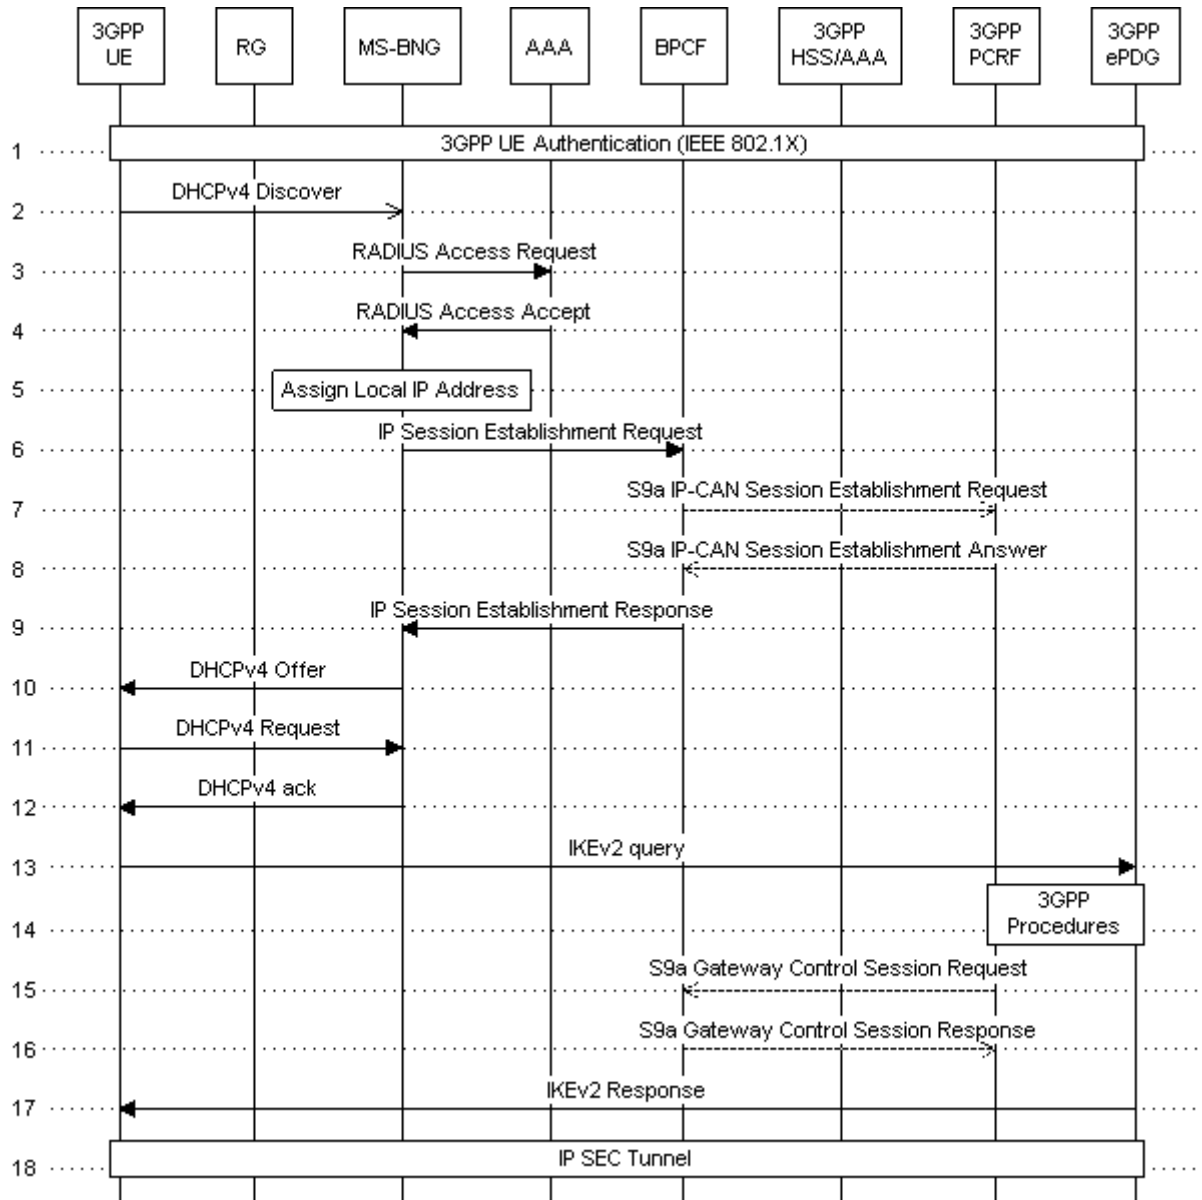 3GPP
UE
RG
MS-BNG
AAA
BPCF
3GPP
HSS/AAA
3GPP
PCRF
3GPP
ePDG
1
3GPP UE Authentication (IEEE 802.1X)
DHCPv4 Discover
2
RADIUS Access Request
3
RADIUS Access Accept
4
5
Assign Local IP Address
IP Session Establishment Request
6
S9a IP-CAN Session Establishment Request
7
S9a IP-CAN Session Establishment Answer
8
IP Session Establishment Response
9
DHCPv4 Offer
10
DHCPv4 Request
11
DHCPv4 ack
12
IKEv2 query
13
3GPP
Procedures
14
S9a Gateway Control Session Request
15
S9a Gateway Control Session Response
16
IKEv2 Response
17
IP SEC Tunnel
18